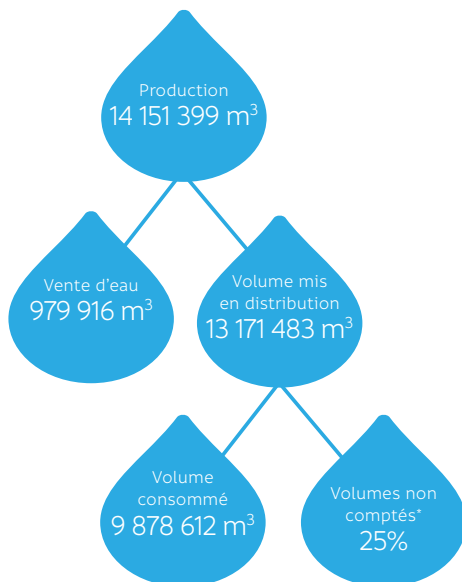 Production
14 151 399 m³
Vente d'eau
979 916 m³
Volume mis
en distribution
13 171 483 m³
Volume
consommé
9 878 612 m³
Volumes non
comptés*
25%